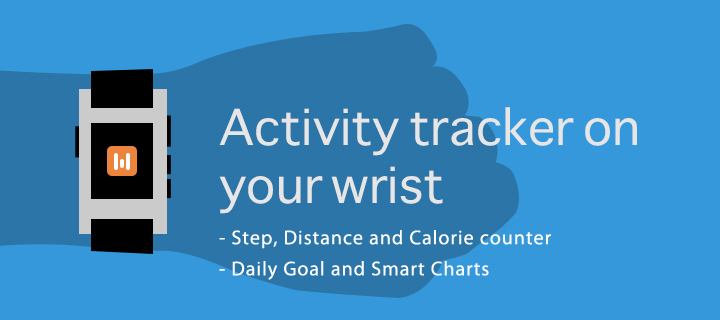 Activity tracker on
your wrist
- Step, Distance and Calorie counter
- Daily Goal and Smart Charts